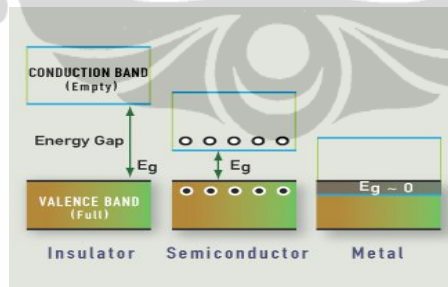 CONDUCTION BAND
(Empty)
Energy Gap
Eg
Eg
Eg ~ 0
VALENCE BAND
(Full)
Insulator
Semiconductor
Metal